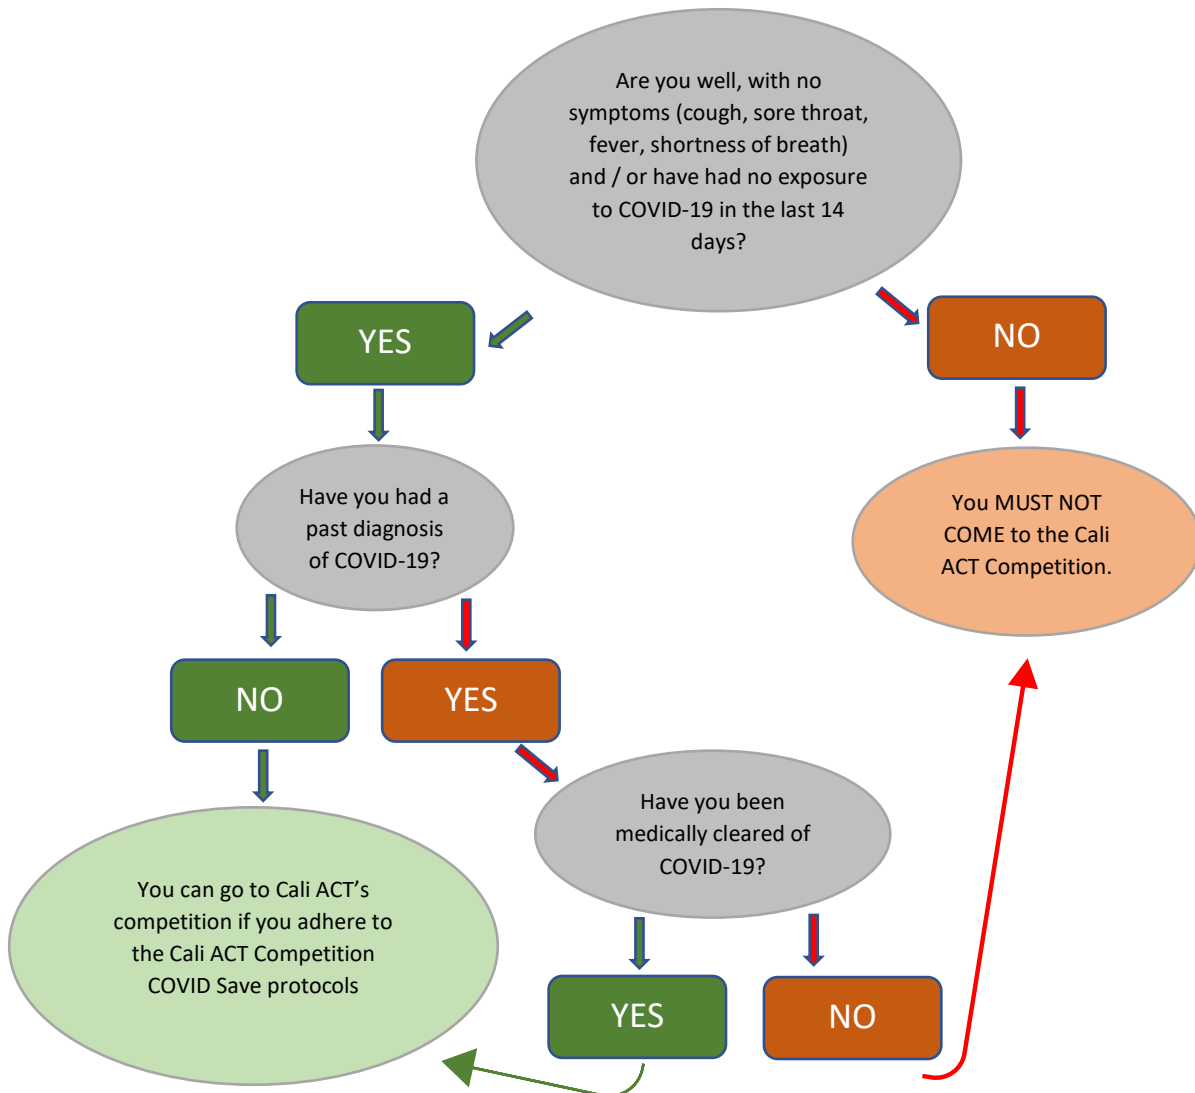 Are you well, with no
symptoms (cough, sore throat,
fever, shortness of breath)
and / or have had no exposure
to COVID-19 in the last 14
days?
YES
NO
Have you had a
past diagnosis
of COVID-19?
You MUST NOT
COME to the Cali
ACT Competition.
NO
YES
Have you been
medically cleared of
COVID-19?
You can go to Cali ACT’s
competition if you adhere to
the Cali ACT Competition
COVID Save protocols
YES
NO